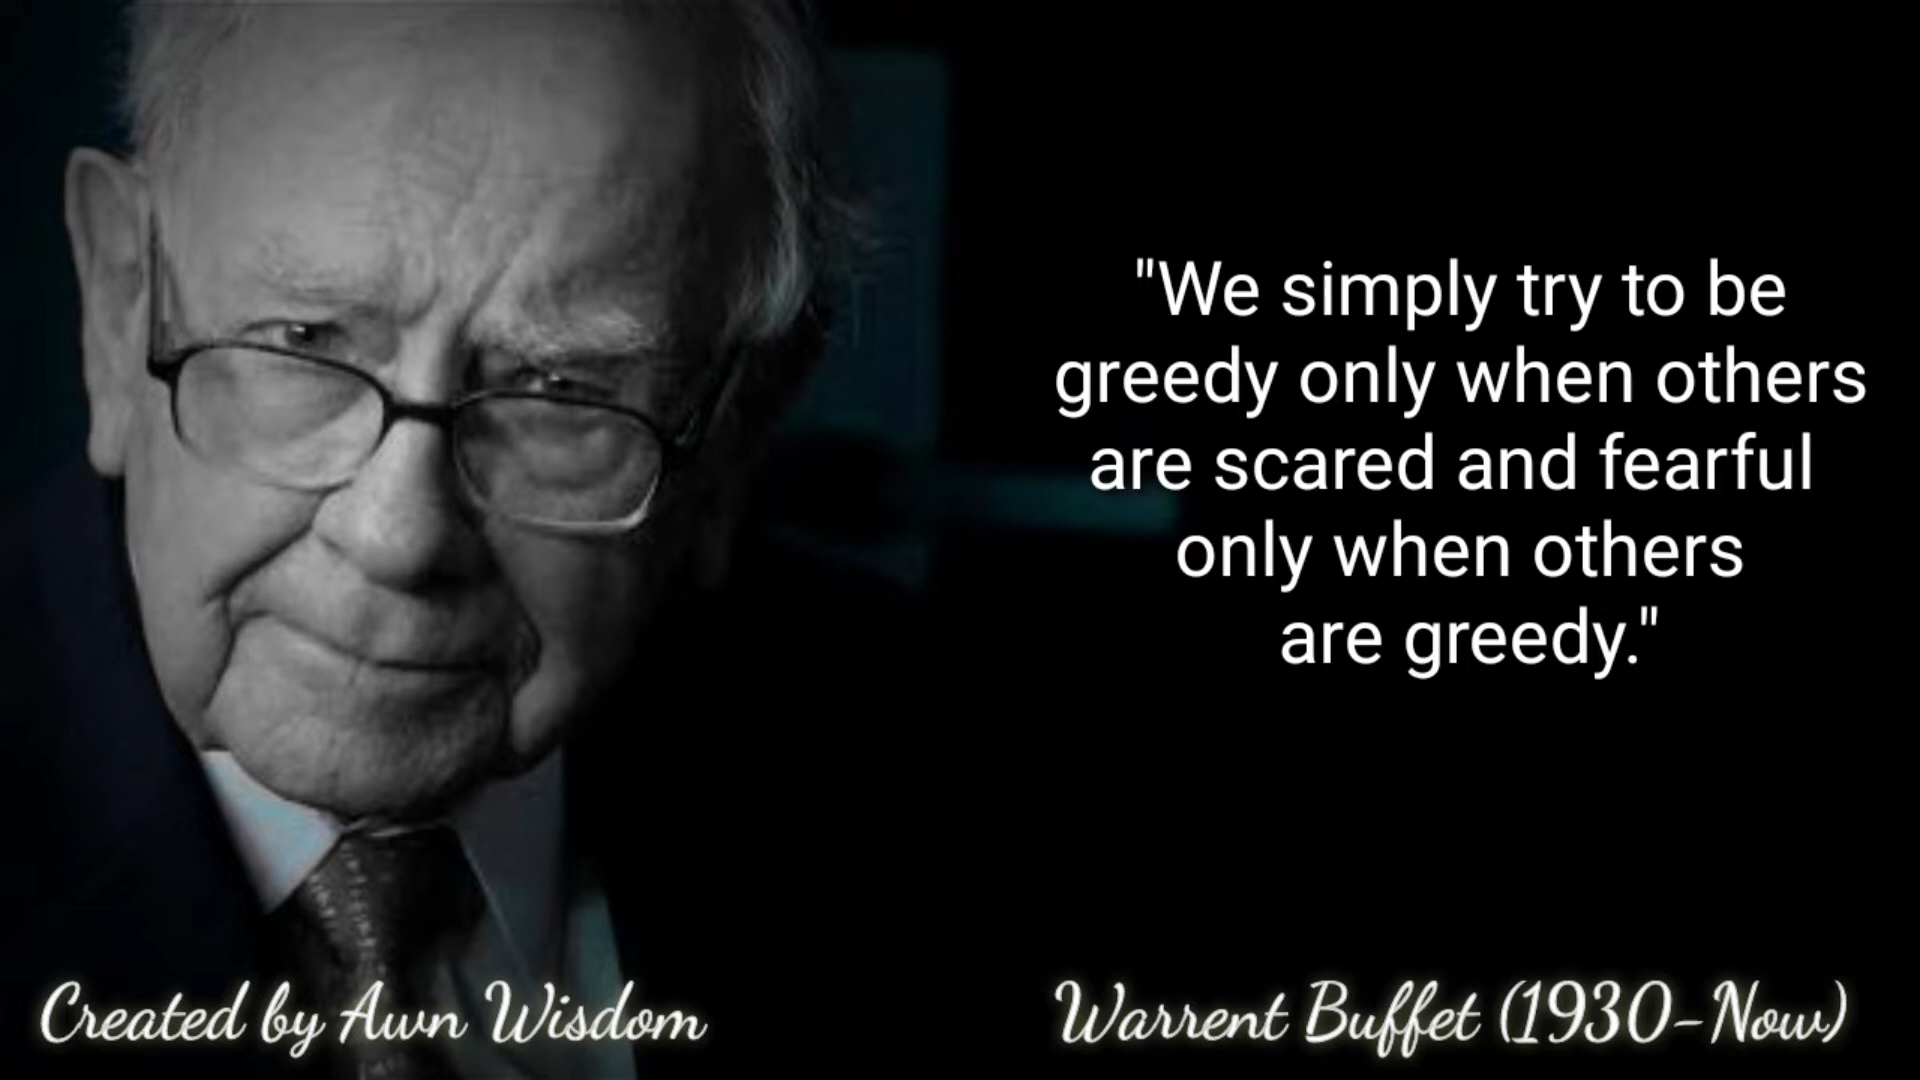 "We simply try to be
greedy only when others
are scared and fearful
only when others
are greedy."
Created by Awn Wisdom
Warrent Buffet (1930-Now)